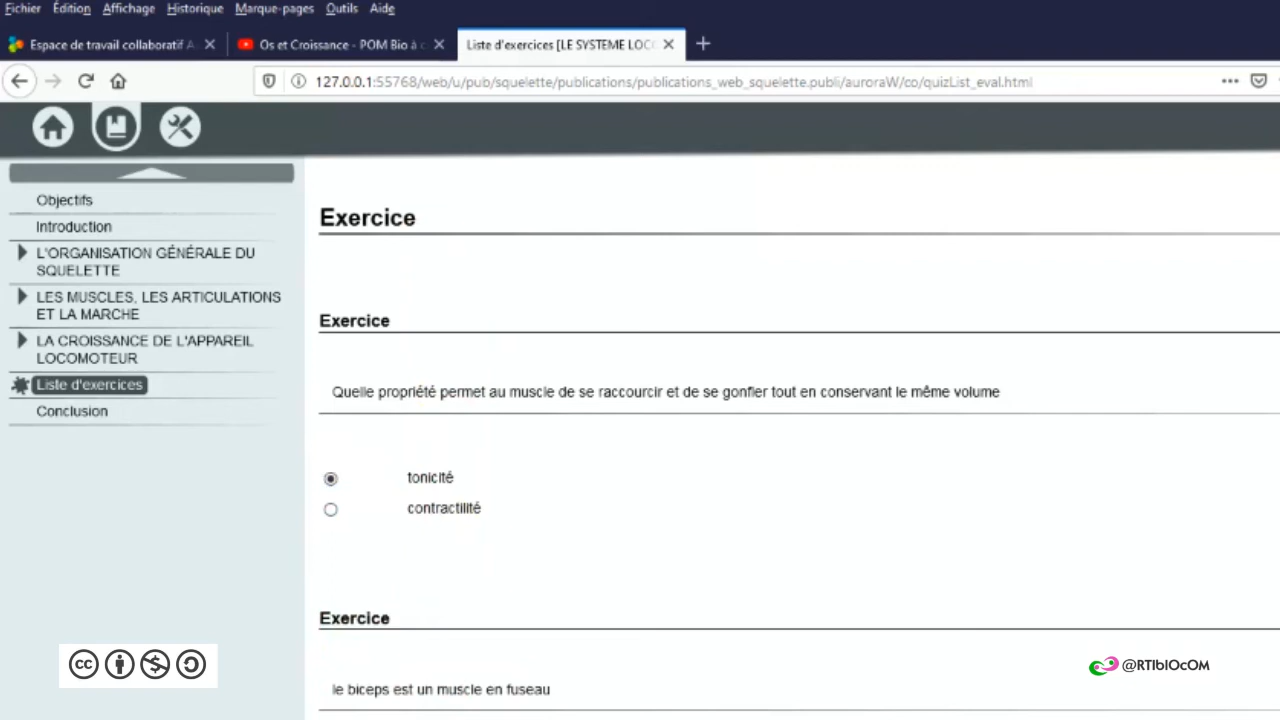 Fichier Édition Affichage Historique Marque-pages Outils Aide
Espace de travail collaboratif A
Os et Croissance - POM Bio à c
Liste d'exercices [LE SYSTEME LOC
127.0.0.1:55768/web/u/pub/squelette/publications/publications_web_squelette.publi/auroraW/co/quizList_eval.html
Objectifs
Introduction
L'ORGANISATION GÉNÉRALE DU
SQUELETTE
LES MUSCLES, LES ARTICULATIONS
ET LA MARCHE
LA CROISSANCE DE L'APPAREIL
LOCOMOTEUR
Liste d'exercices
Conclusion
Exercice
Exercice
Quelle propriété permet au muscle de se raccourcir et de se gonfler tout en conservant le même volume
tonicité
contractilité
Exercice
le biceps est un muscle en fuseau
cc
@RTIbIOcOM